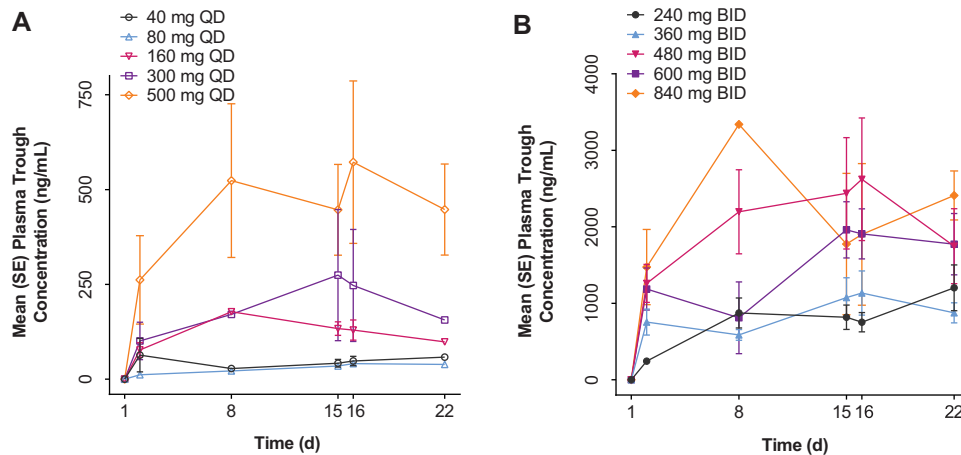 A
40 mg QD
80 mg QD
160 mg QD
300 mg QD
500 mg QD
Mean (SE) Plasma Trough
Concentration (ng/mL)
750
500
250
0
1
8
15
16
22
Time (d)
B
240 mg BID
360 mg BID
480 mg BID
600 mg BID
840 mg BID
Mean (SE) Plasma Trough
Concentration (ng/mL)
4000
3000
2000
1000
0
1
8
15
16
22
Time (d)